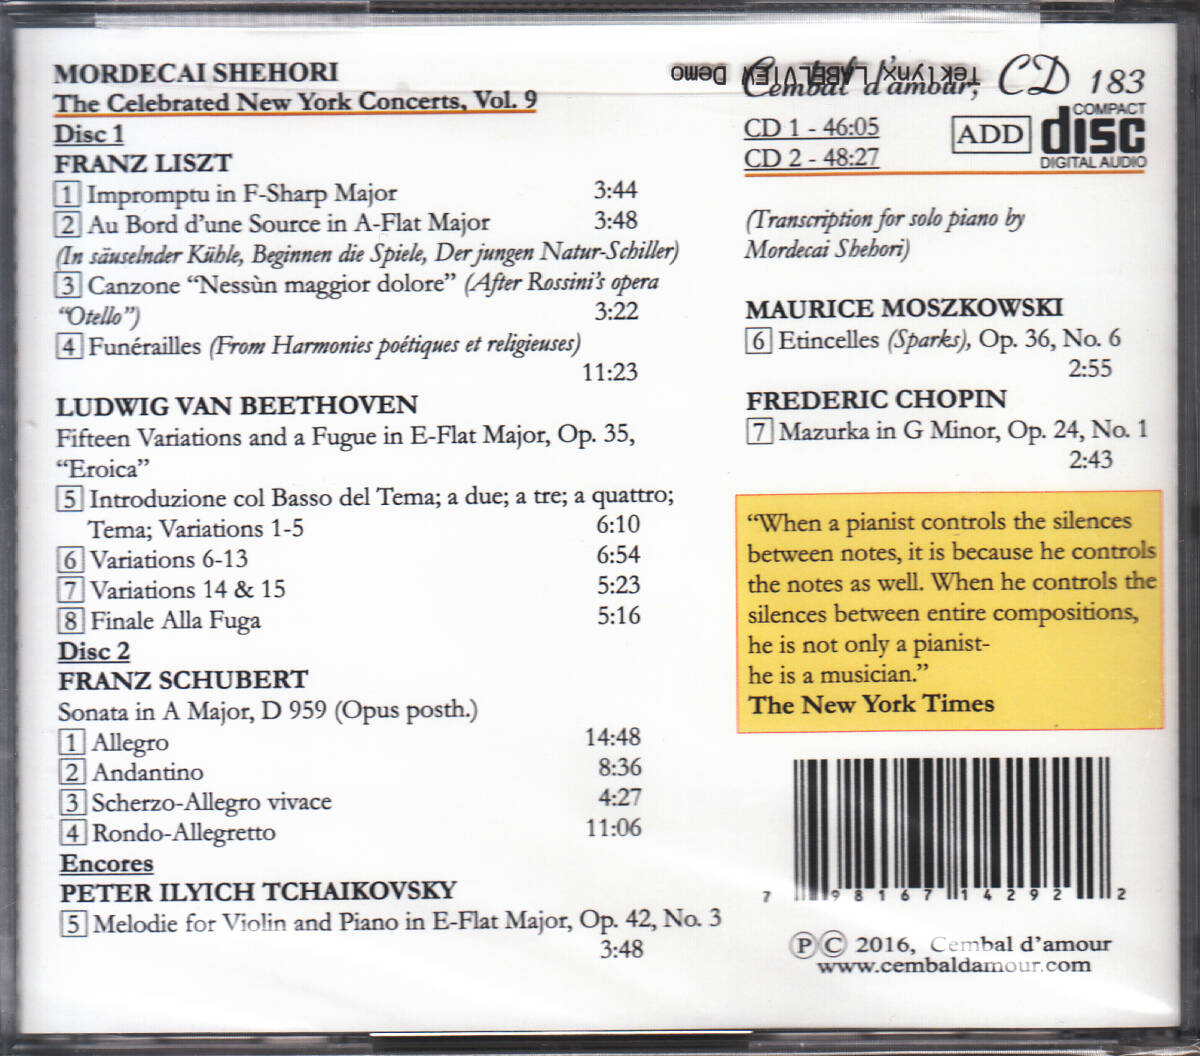 MORDECAI SHEHORI
The Celebrated New York Concerts, Vol. 9
Disc 1
FRANZ LISZT
1 Impromptu in F-Sharp Major 3:44
2 Au Bord d'une Source in A-Flat Major 3:48
(In säuselnder Kühle, Beginnen die Spiele, Der jungen Natur-Schiller)
3 Canzone “Nessùn maggior dolore” (After Rossini's opera
“Otello”) 3:22
4 Funérailles (From Harmonies poétiques et religieuses)
11:23
LUDWIG VAN BEETHOVEN
Fifteen Variations and a Fugue in E-Flat Major, Op. 35,
“Eroica”
5 Introduzione col Basso del Tema; a due; a tre; a quattro;
Tema; Variations 1-5 6:10
6 Variations 6-13 6:54
7 Variations 14 & 15 5:23
8 Finale Alla Fuga 5:16
Disc 2
FRANZ SCHUBERT
Sonata in A Major, D 959 (Opus posth.)
1 Allegro 14:48
2 Andantino 8:36
3 Scherzo-Allegro vivace 4:27
4 Rondo-Allegretto 11:06
Encores
PETER ILYICH TCHAIKOVSKY
5 Melodie for Violin and Piano in E-Flat Major, Op. 42, No. 3
3:48
Cembal d'amour, CD 183
Teklynx/LABELVIEW Demo
CD 1 - 46:05
CD 2 - 48:27
ADD
COMPACT
disc
DIGITAL AUDIO
(Transcription for solo piano by
Mordecai Shehori)
MAURICE MOSZKOWSKI
6 Etincelles (Sparks), Op. 36, No. 6
2:55
FREDERIC CHOPIN
7 Mazurka in G Minor, Op. 24, No. 1
2:43
“When a pianist controls the silences
between notes, it is because he controls
the notes as well. When he controls the
silences between entire compositions,
he is not only a pianist-
he is a musician.”
The New York Times
7 98167 14292 2
ⓅⒸ 2016, Cembal d'amour
www.cembaldamour.com